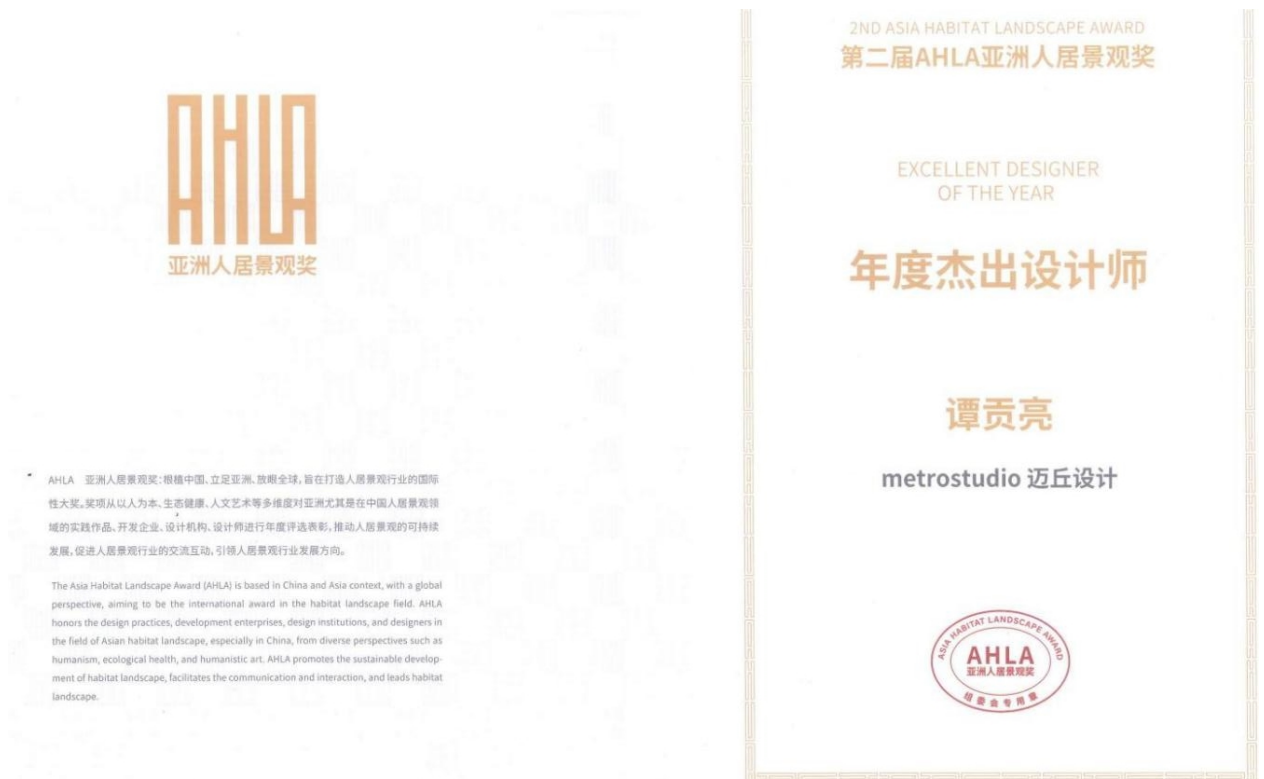 AHLA
亚洲人居景观奖
AHLA 亚洲人居景观奖:根植中国、立足亚洲、放眼全球,旨在打造人居景观行业的国际
性大奖。奖项从以人为本、生态健康、人文艺术等多维度对亚洲尤其是在中国人居景观领
域的实践作品、开发企业、设计机构、设计师进行年度评选表彰,推动人居景观的可持续
发展,促进人居景观行业的交流互动,引领人居景观行业发展方向。
The Asia Habitat Landscape Award (AHLA) is based in China and Asia context, with a global
perspective, aiming to be the international award in the habitat landscape field. AHLA
honors the design practices, development enterprises, design institutions, and designers in
the field of Asian habitat landscape, especially in China, from diverse perspectives such as
humanism, ecological health, and humanistic art. AHLA promotes the sustainable develop-
ment of habitat landscape, facilitates the communication and interaction, and leads habitat
landscape.
2ND ASIA HABITAT LANDSCAPE AWARD
第二届AHLA亚洲人居景观奖
EXCELLENT DESIGNER
OF THE YEAR
年度杰出设计师
谭贡亮
metrostudio 迈丘设计
ASIA HABITAT LANDSCAPE AWARD
AHLA
亚洲人居景观奖
组委会专用章